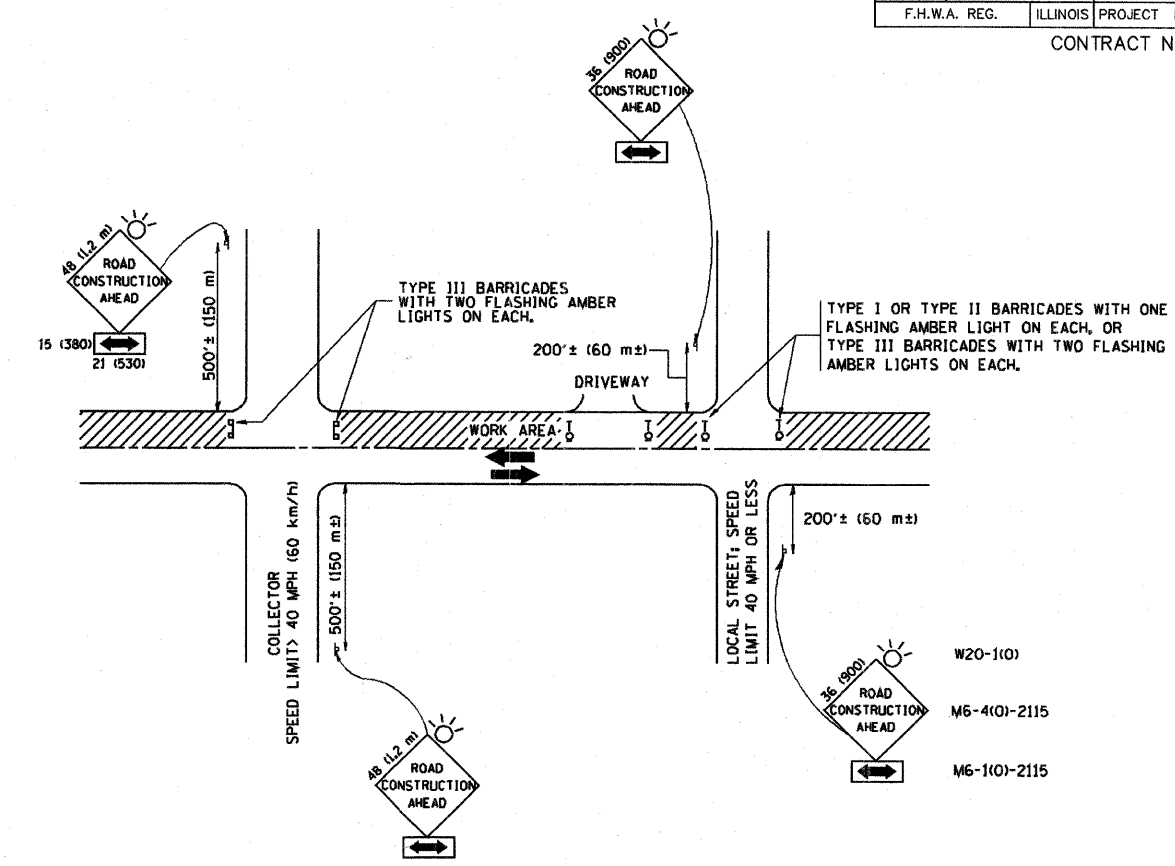 F.H.W.A. REG. ILLINOIS PROJECT
CONTRACT N
36 (900)
ROAD
CONSTRUCTION
AHEAD
48 (1.2 m)
ROAD
CONSTRUCTION
AHEAD
15 (380)
21 (530)
500'± (150 m)
TYPE III BARRICADES
WITH TWO FLASHING AMBER
LIGHTS ON EACH.
200'± (60 m±)
DRIVEWAY
TYPE I OR TYPE II BARRICADES WITH ONE
FLASHING AMBER LIGHT ON EACH, OR
TYPE III BARRICADES WITH TWO FLASHING
AMBER LIGHTS ON EACH.
WORK AREA
COLLECTOR
SPEED LIMIT> 40 MPH (60 km/h)
500'± (150 m±)
LOCAL STREET; SPEED
LIMIT 40 MPH OR LESS
200'± (60 m±)
48 (1.2 m)
ROAD
CONSTRUCTION
AHEAD
36 (900)
ROAD
CONSTRUCTION
AHEAD
W20-1(O)
M6-4(O)-2115
M6-1(O)-2115